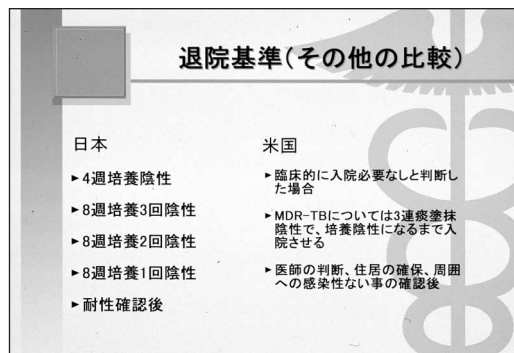 退院基準(その他の比較)
日本
►4週培養陰性
►8週培養3回陰性
►8週培養2回陰性
►8週培養1回陰性
►耐性確認後
米国
►臨床的に入院必要なしと判断し
た場合
►MDR-TBについては3連痰塗抹
陰性で、培養陰性になるまで入
院させる
►医師の判断、住居の確保、周囲
への感染性ない事の確認後